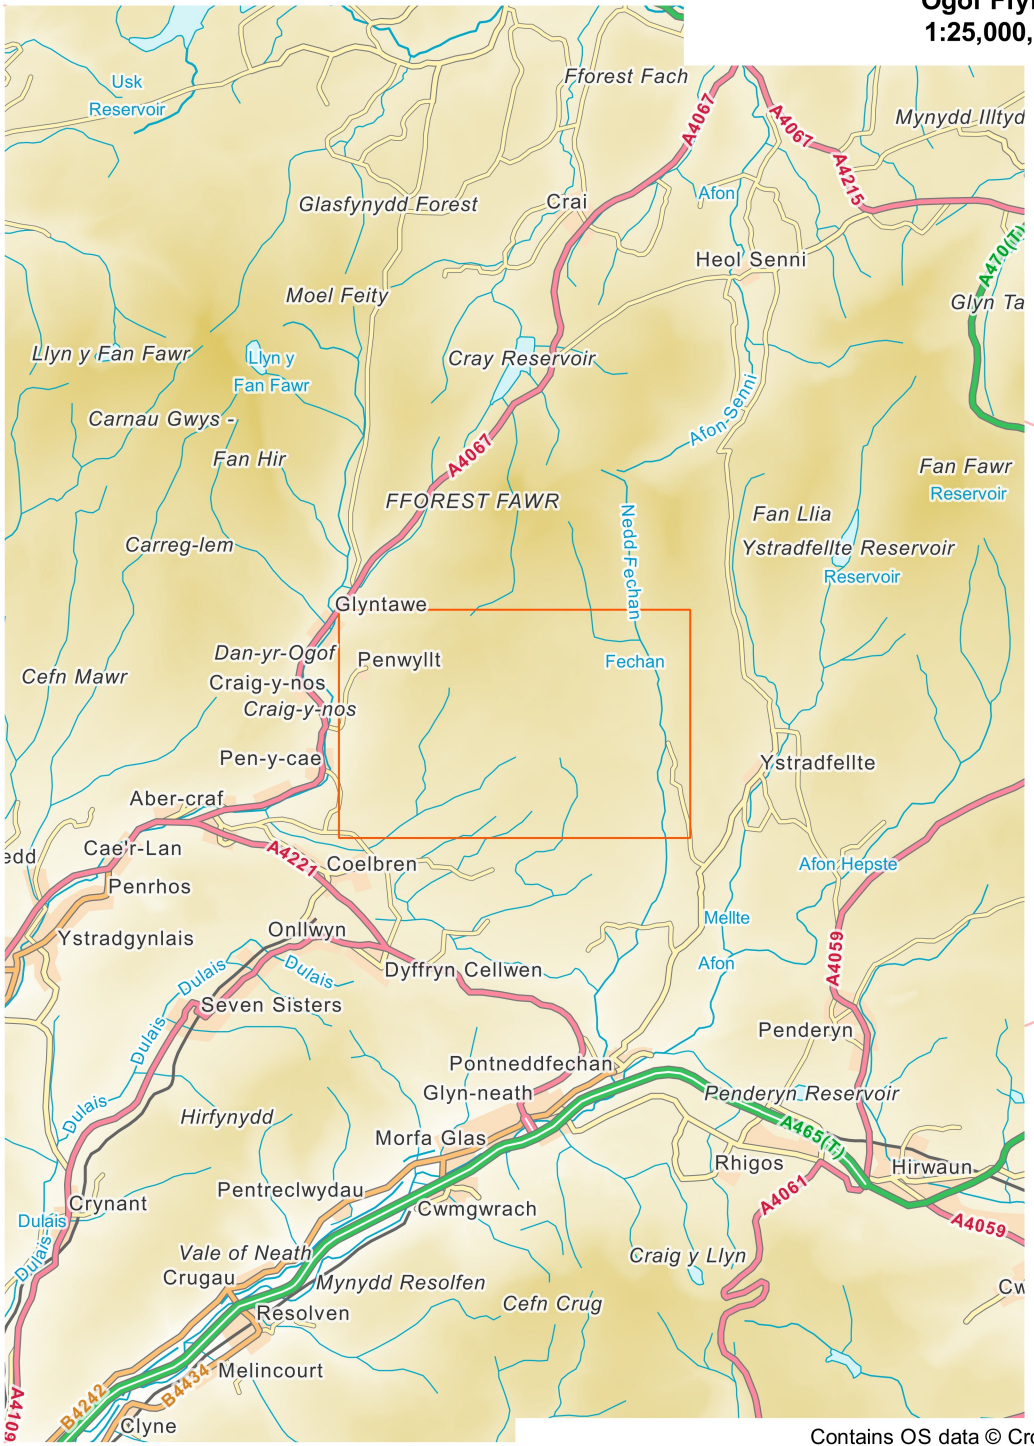 Ogof Ffy
1:25,000,
Fforest Fach
Usk
Reservoir
A4067
A4067
Mynydd Illtyd
A4215
Afon
Glasfynydd Forest
Crai
A470(T)
Heol Senni
Moel Feity
Glyn Ta
Llyn y Fan Fawr
Llyn y
Fan Fawr
Cray Reservoir
Carnau Gwys -
Afon-Senni
Fan Hir
A4067
Fan Fawr
Reservoir
FFOREST FAWR
Nedd-Fechan
Fan Llia
Carreg-lem
Ystradfellte Reservoir
Reservoir
Glyntawe
Dan-yr-Ogof
Penwyllt
Fechan
Cefn Mawr
Craig-y-nos
Craig-y-nos
Pen-y-cae
Ystradfellte
Aber-craf
Cae'r-Lan
edd
A4221
Coelbren
Afon Hepste
Penrhos
Mellte
Onllwyn
Ystradgynlais
Dulais
Dulais
Dyffryn Cellwen
Afon
A4059
Seven Sisters
Dulais
Penderyn
Pontneddfechan
Glyn-neath
Penderyn Reservoir
Dulais
Hirfynydd
Morfa Glas
A465(T)
Rhigos
Hirwaun
Pentreclwydau
A4061
Crynant
Cwmgwrach
Dulais
Dulais
A4059
Vale of Neath
Craig y Llyn
Crugau
Mynydd Resolfen
Cw
Cefn Crug
Resolven
Melincourt
B4434
B4242
A4109
Clyne
Contains OS data © Cro